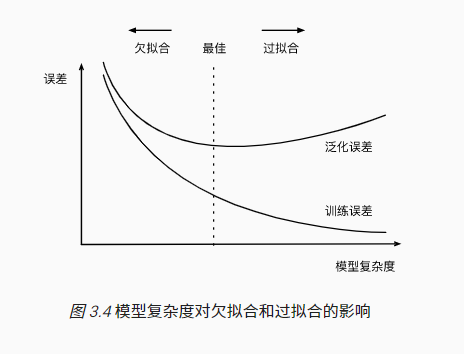 欠拟合 最佳 过拟合
误差
泛化误差
训练误差
模型复杂度
图 3.4 模型复杂度对欠拟合和过拟合的影响